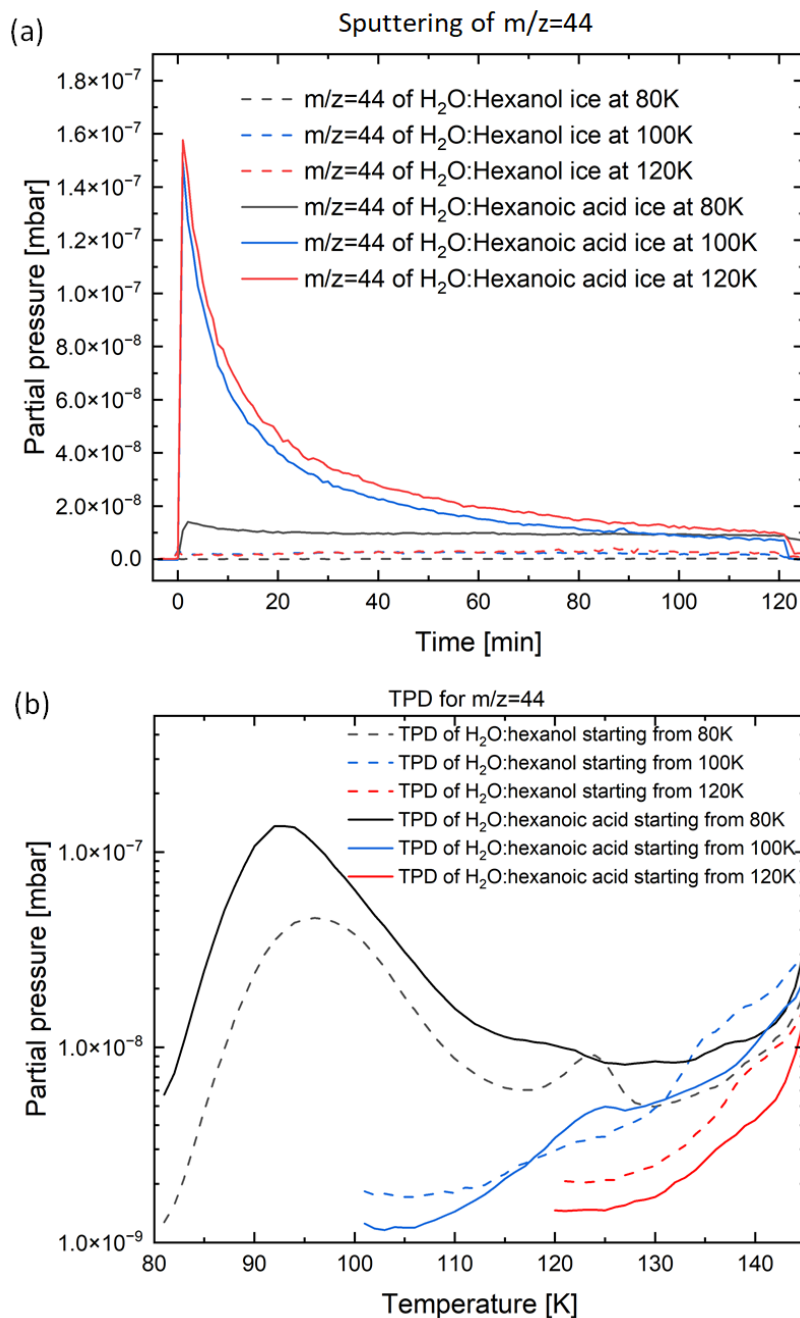 (a)
Sputtering of m/z=44
1.8×10⁻⁷
1.6×10⁻⁷
1.4×10⁻⁷
1.2×10⁻⁷
1.0×10⁻⁷
8.0×10⁻⁸
6.0×10⁻⁸
4.0×10⁻⁸
2.0×10⁻⁸
0.0
Partial pressure [mbar]
m/z=44 of H₂O:Hexanol ice at 80K
m/z=44 of H₂O:Hexanol ice at 100K
m/z=44 of H₂O:Hexanol ice at 120K
m/z=44 of H₂O:Hexanoic acid ice at 80K
m/z=44 of H₂O:Hexanoic acid ice at 100K
m/z=44 of H₂O:Hexanoic acid ice at 120K
0 20 40 60 80 100 120
Time [min]
(b)
TPD for m/z=44
TPD of H₂O:hexanol starting from 80K
TPD of H₂O:hexanol starting from 100K
TPD of H₂O:hexanol starting from 120K
TPD of H₂O:hexanoic acid starting from 80K
TPD of H₂O:hexanoic acid starting from 100K
TPD of H₂O:hexanoic acid starting from 120K
1.0×10⁻⁷
1.0×10⁻⁸
1.0×10⁻⁹
Partial pressure [mbar]
80 90 100 110 120 130 140
Temperature [K]